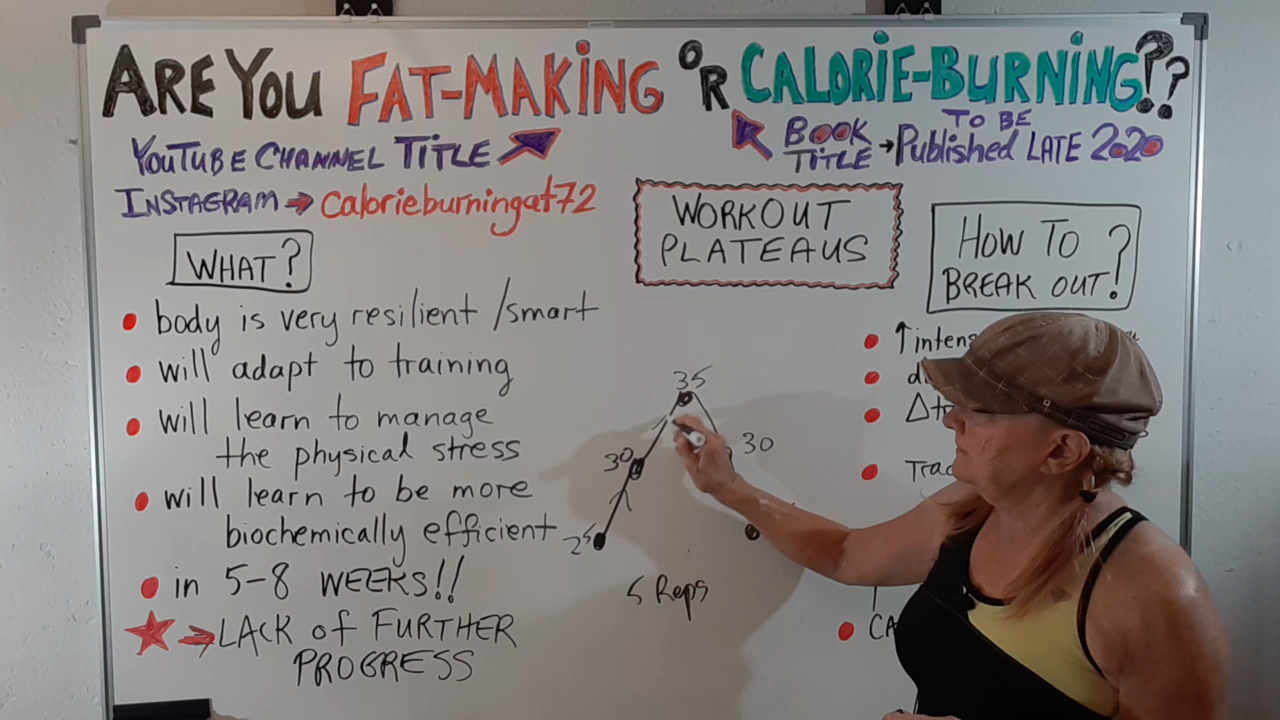 ARE YOU FAT-MAKING OR CALORIE-BURNING??
YOUTUBE CHANNEL TITLE
BOOK TITLE → Published LATE 2020
TO BE
INSTAGRAM → calorieburningat72
WHAT?
• body is very resilient /smart
• will adapt to training
• will learn to manage
the physical stress
• will learn to be more
biochemically efficient
• in 5-8 WEEKS!!
★ → LACK of FURTHER
PROGRESS
WORKOUT
PLATEAUS
35
30
30
25
5 Reps
HOW TO
BREAK OUT?!
• ↑
• Δ